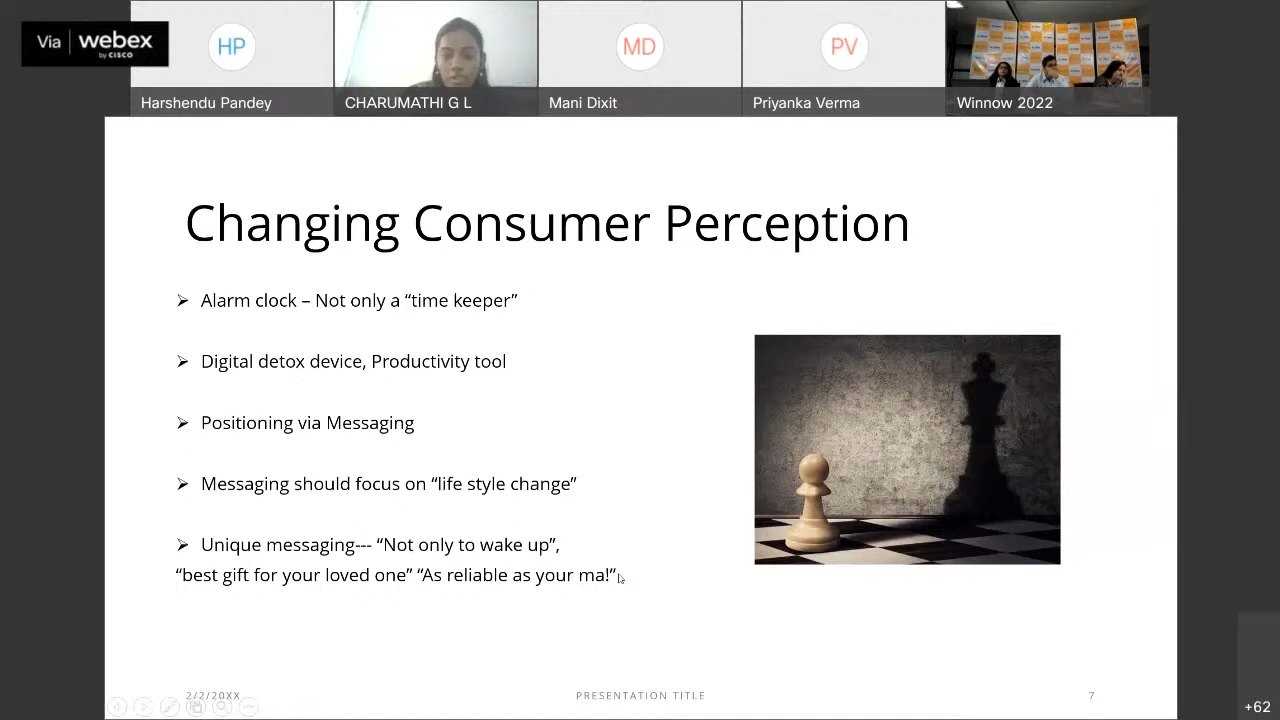 Via
webex
by CISCO
HP
MD
PV
Harshendu Pandey
CHARUMATHI G L
Mani Dixit
Priyanka Verma
Winnow 2022
Changing Consumer Perception
➢ Alarm clock – Not only a “time keeper”
➢ Digital detox device, Productivity tool
➢ Positioning via Messaging
➢ Messaging should focus on “life style change”
➢ Unique messaging--- “Not only to wake up”,
“best gift for your loved one” “As reliable as your ma!”
2/2/20XX
PRESENTATION TITLE
7
+62